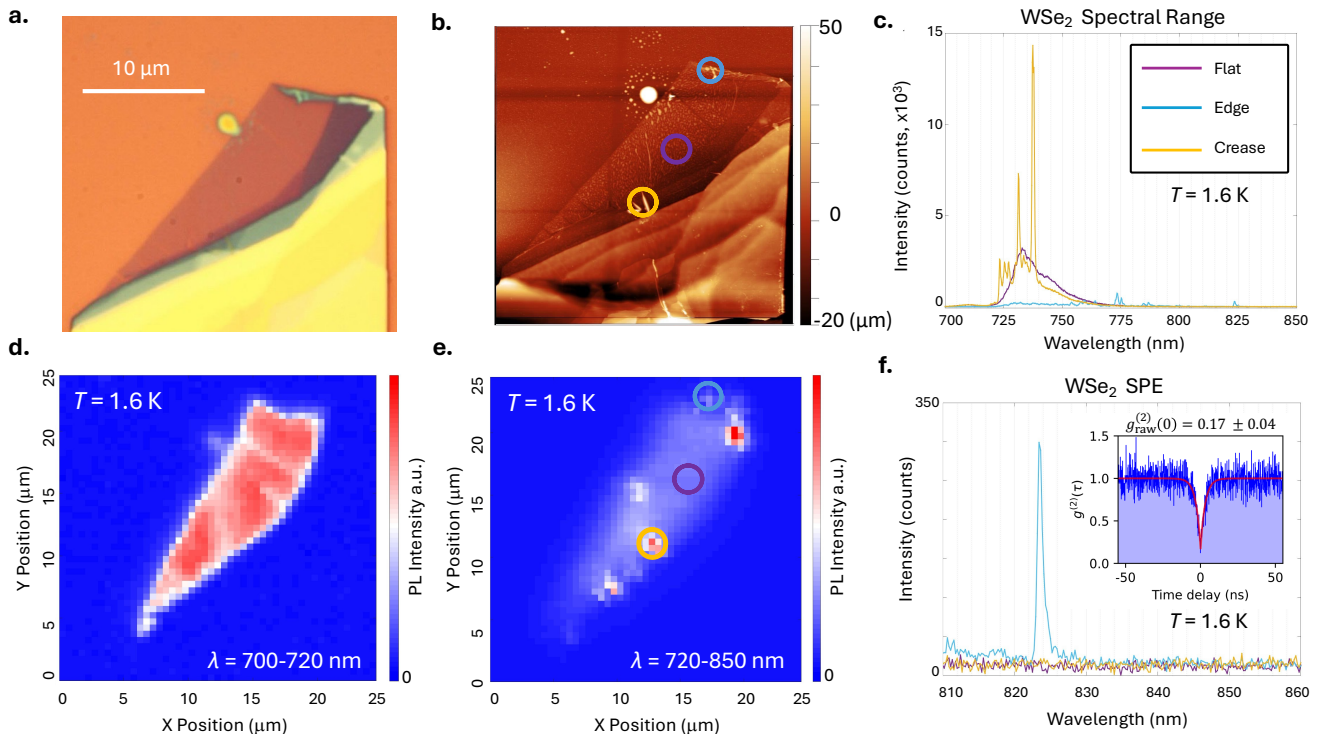 a.
10 μm
b.
50
0
-20 (μm)
c.
WSe₂ Spectral Range
15
10
5
0
Intensity (counts, x10³)
Flat
Edge
Crease
T = 1.6 K
700 725 750 775 800 825 850
Wavelength (nm)
d.
T = 1.6 K
λ = 700-720 nm
25
20
15
10
5
0
Y Position (μm)
0 5 10 15 20 25
X Position (μm)
PL Intensity a.u.)
0
e.
T = 1.6 K
λ = 720-850 nm
25
20
15
10
5
0
Y Position (μm)
0 5 10 15 20 25
X Position (μm)
PL Intensity a.u.)
0
f.
WSe₂ SPE
350
0
Intensity (counts)
g⁽²⁾raw(0) = 0.17 ± 0.04
1.5
1.0
0.5
0.0
g⁽²⁾(τ)
-50 0 50
Time delay (ns)
T = 1.6 K
810 820 830 840 850 860
Wavelength (nm)